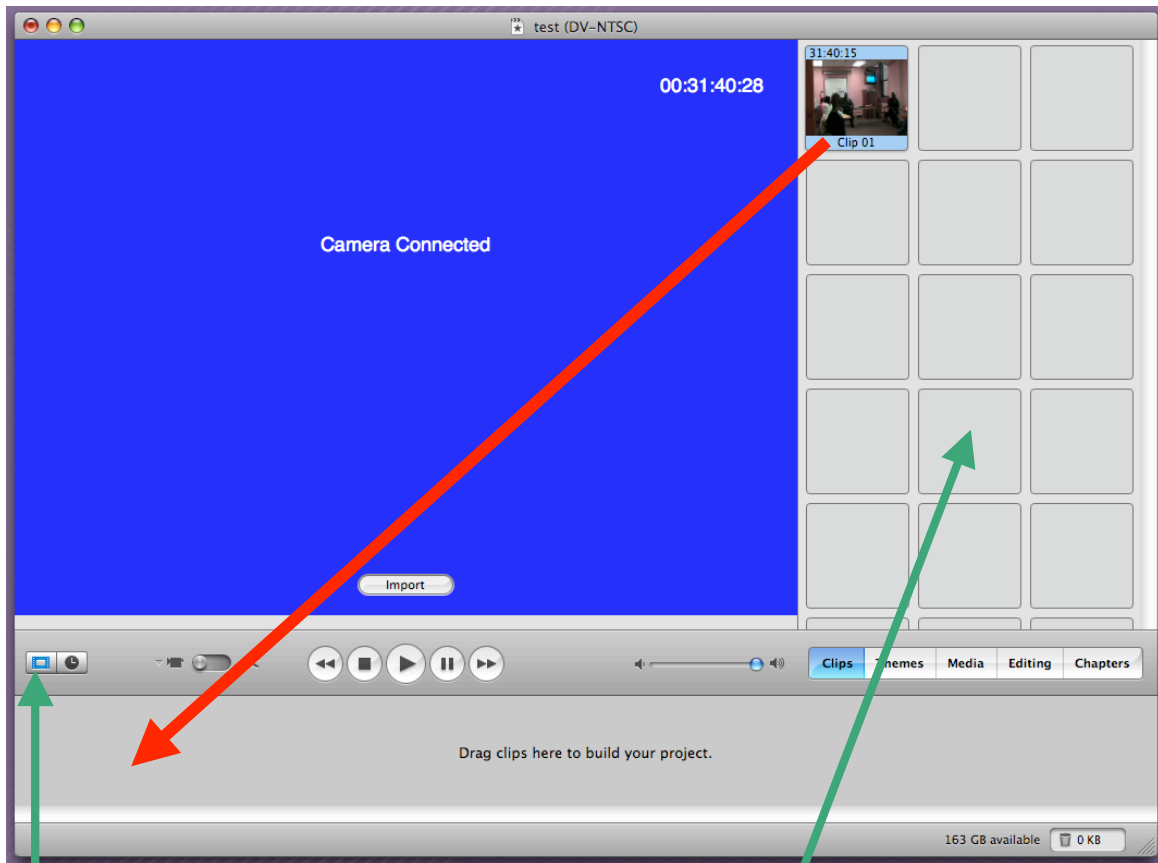 test (DV-NTSC)
00:31:40:28
Camera Connected
Import
31:40:15
Clip 01
Clips Themes Media Editing Chapters
Drag clips here to build your project.
163 GB available 0 KB